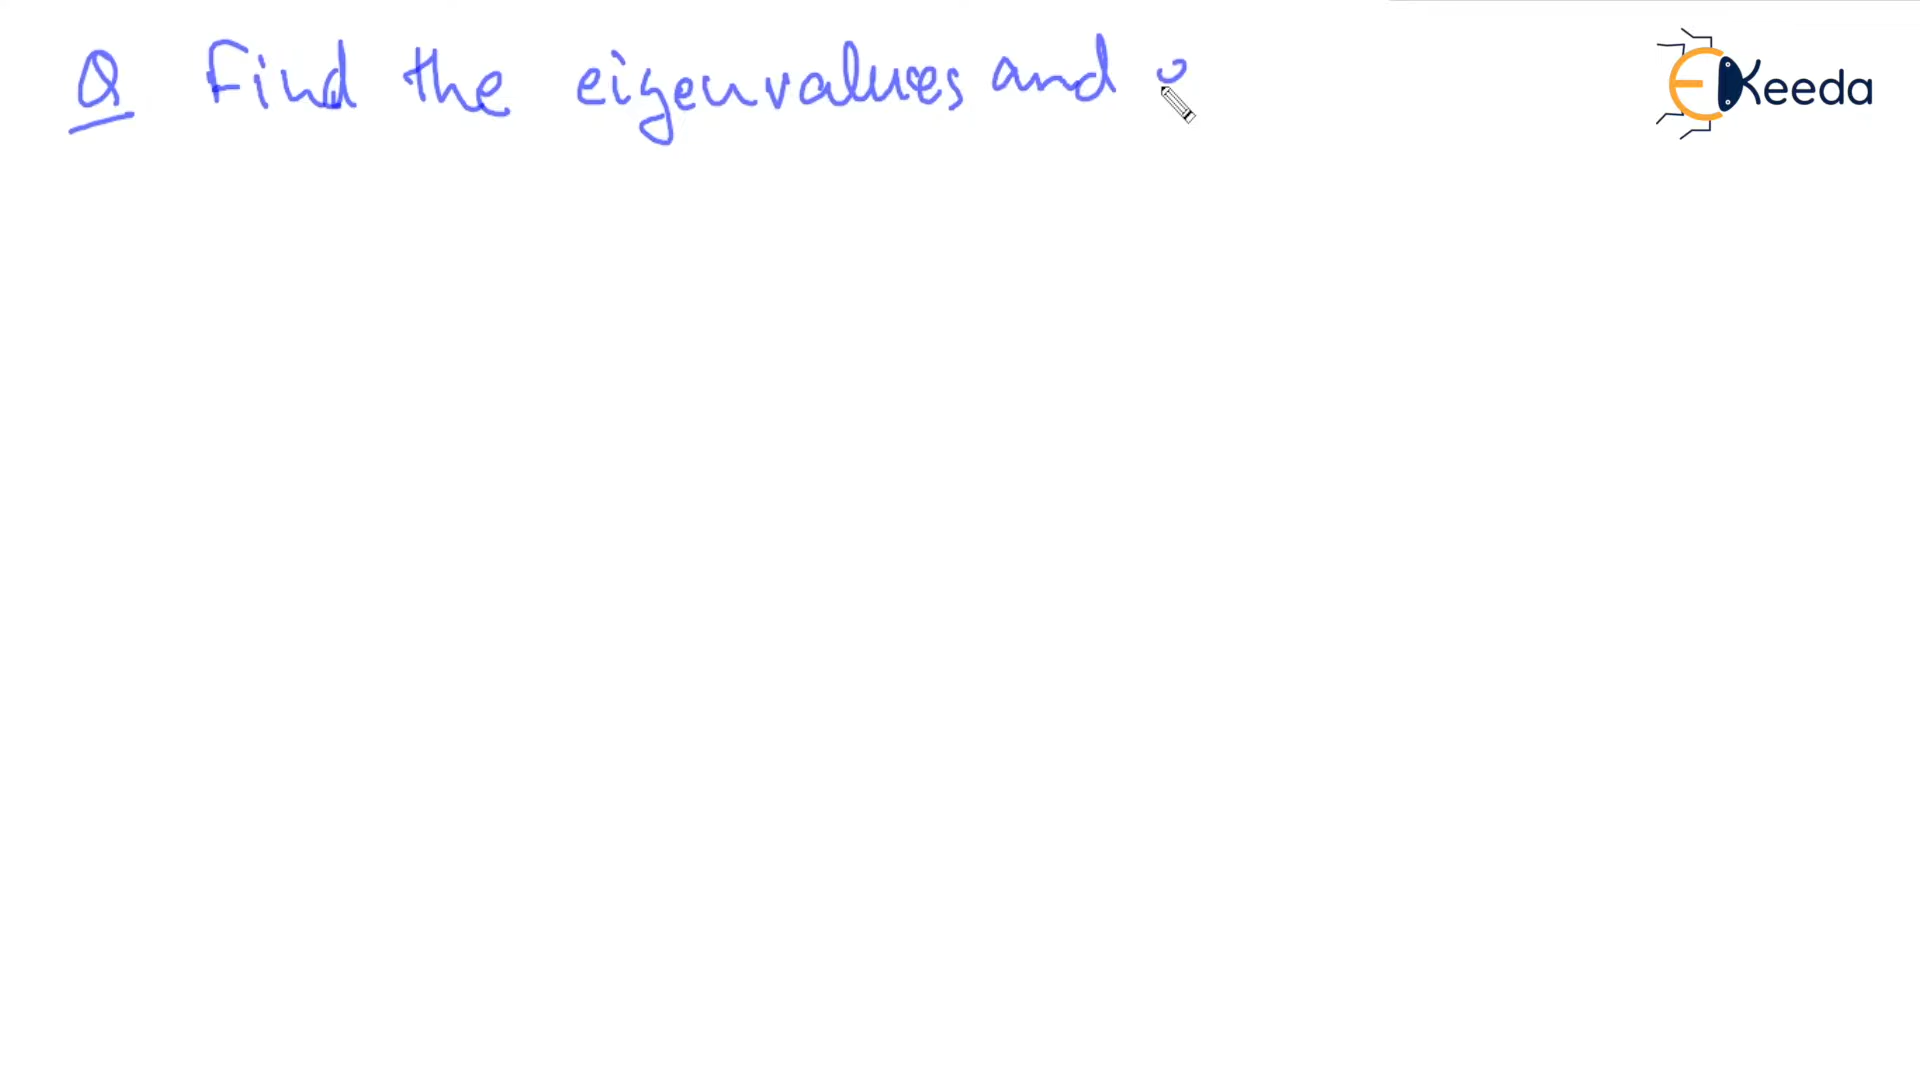 Q Find the eigenvalues and
EKeeda